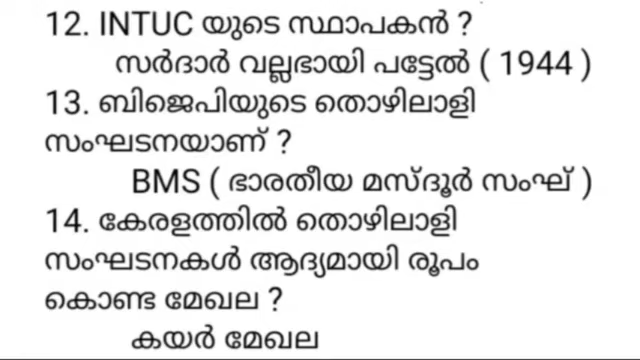 12. INTUC യുടെ സ്ഥാപകൻ ?
സർദാർ വല്ലഭായി പട്ടേൽ ( 1944 )
13. ബിജെപിയുടെ തൊഴിലാളി
സംഘടനയാണ് ?
BMS ( ഭാരതീയ മസ്ദൂർ സംഘ് )
14. കേരളത്തിൽ തൊഴിലാളി
സംഘടനകൾ ആദ്യമായി രൂപം
കൊണ്ട മേഖല ?
കയർ മേഖല